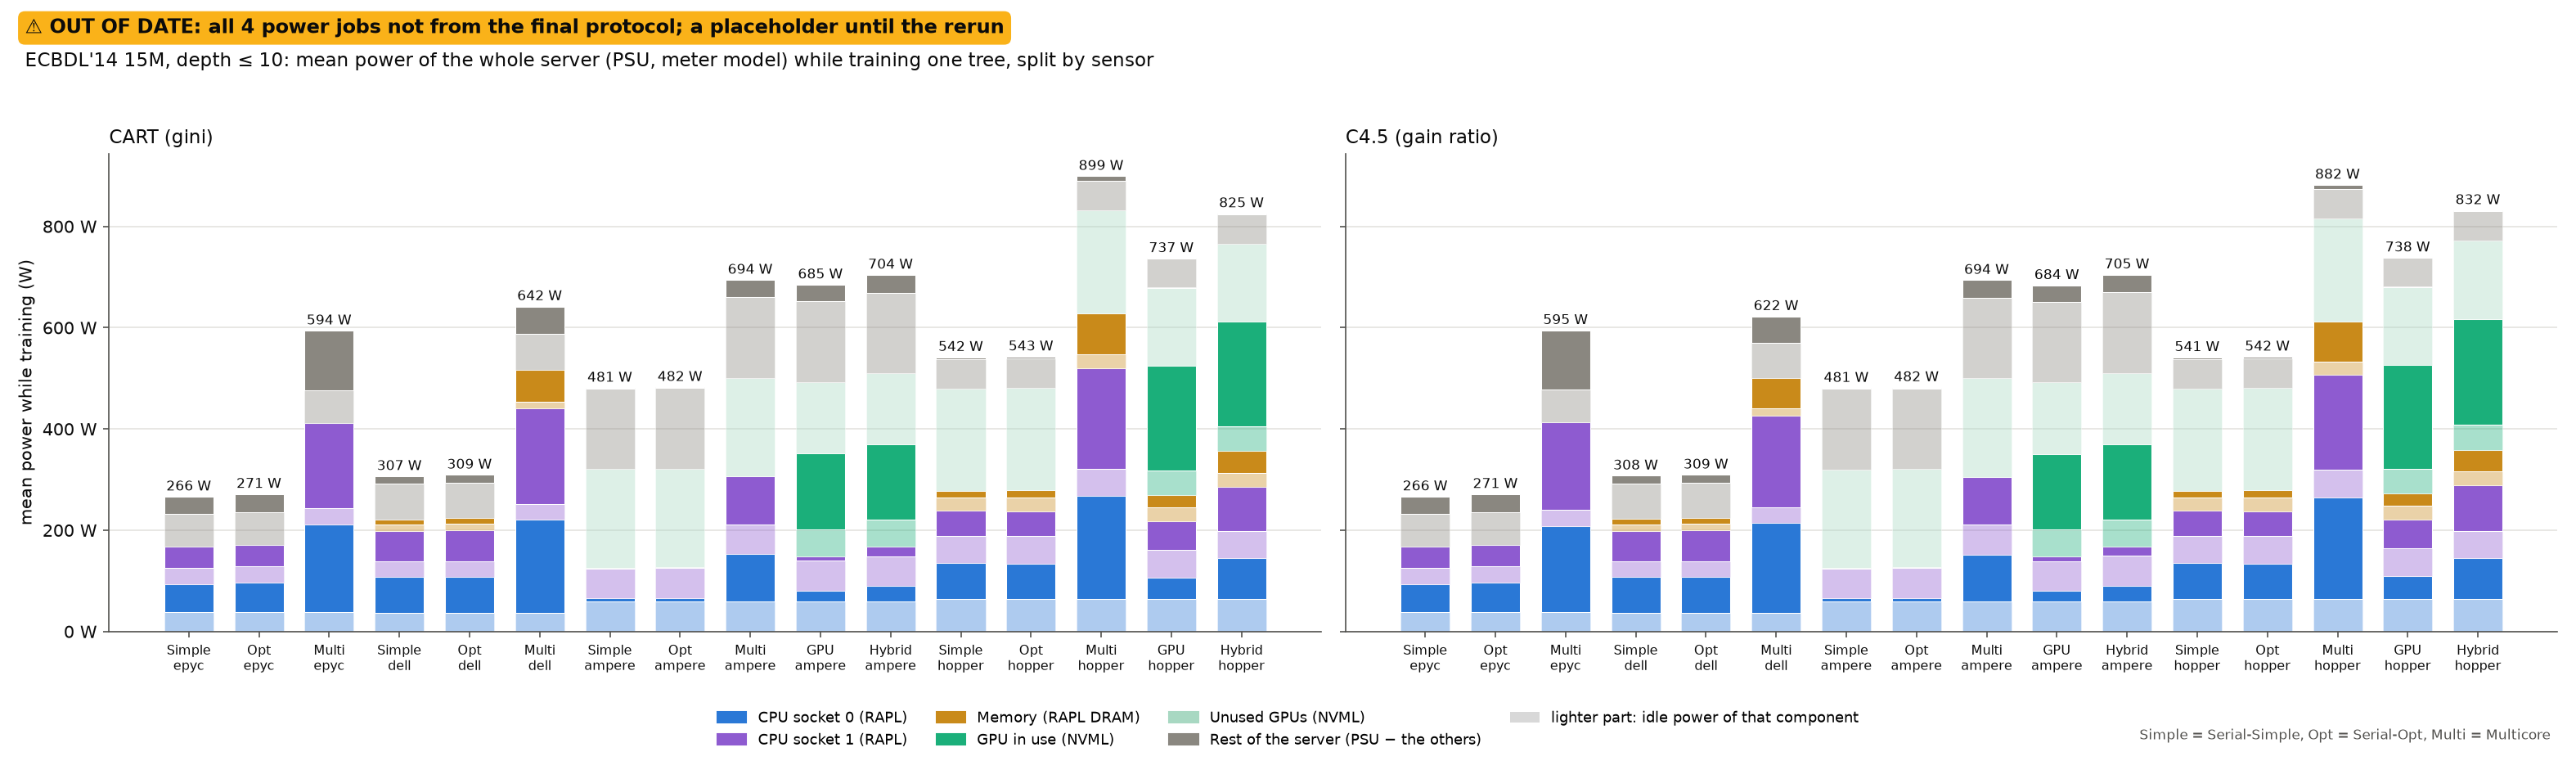 ⚠ OUT OF DATE: all 4 power jobs not from the final protocol; a placeholder until the rerun
ECBDL'14 15M, depth ≤ 10: mean power of the whole server (PSU, meter model) while training one tree, split by sensor
CART (gini)
mean power while training (W)
800 W
600 W
400 W
200 W
0 W
266 W
271 W
594 W
307 W
309 W
642 W
481 W
482 W
694 W
685 W
704 W
542 W
543 W
899 W
737 W
825 W
Simple epyc
Opt epyc
Multi epyc
Simple dell
Opt dell
Multi dell
Simple ampere
Opt ampere
Multi ampere
GPU ampere
Hybrid ampere
Simple hopper
Opt hopper
Multi hopper
GPU hopper
Hybrid hopper
C4.5 (gain ratio)
266 W
271 W
595 W
308 W
309 W
622 W
481 W
482 W
694 W
684 W
705 W
541 W
542 W
882 W
738 W
832 W
Simple epyc
Opt epyc
Multi epyc
Simple dell
Opt dell
Multi dell
Simple ampere
Opt ampere
Multi ampere
GPU ampere
Hybrid ampere
Simple hopper
Opt hopper
Multi hopper
GPU hopper
Hybrid hopper
CPU socket 0 (RAPL)
CPU socket 1 (RAPL)
Memory (RAPL DRAM)
GPU in use (NVML)
Unused GPUs (NVML)
Rest of the server (PSU − the others)
lighter part: idle power of that component
Simple = Serial-Simple, Opt = Serial-Opt, Multi = Multicore